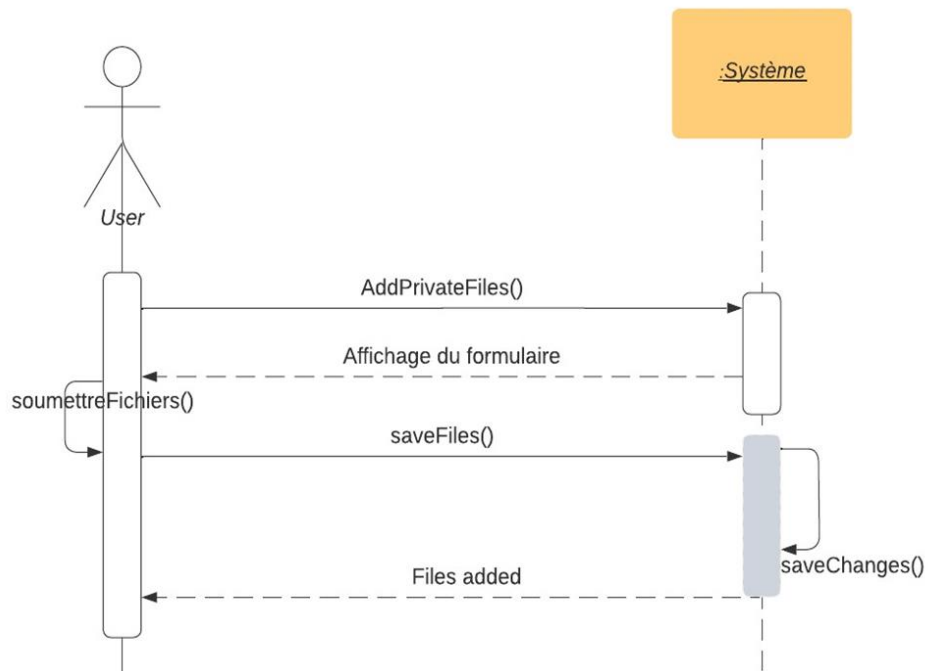 :Système
User
AddPrivateFiles()
Affichage du formulaire
soumettreFichiers()
saveFiles()
saveChanges()
Files added